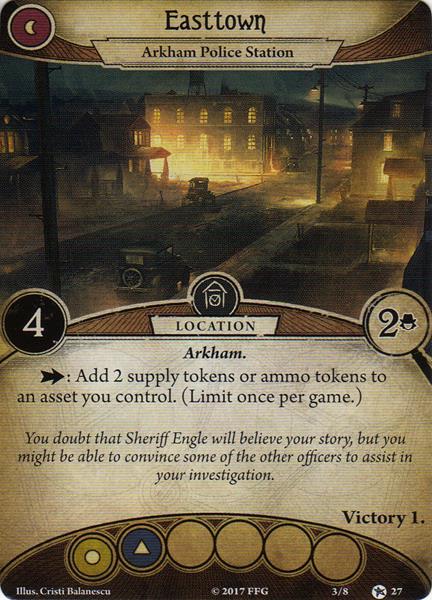 Easttown
Arkham Police Station
4
2
LOCATION
Arkham.
: Add 2 supply tokens or ammo tokens to
an asset you control. (Limit once per game.)
You doubt that Sheriff Engle will believe your story, but you
might be able to convince some of the other officers to assist in
your investigation.
Victory 1.
Illus. Cristi Balanescu © 2017 FFG 3/8 27